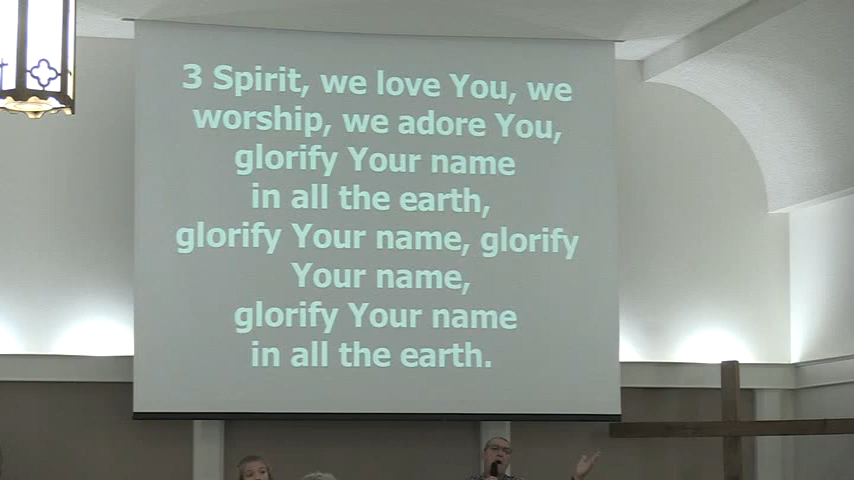 3 Spirit, we love You, we
worship, we adore You,
glorify Your name
in all the earth,
glorify Your name, glorify
Your name,
glorify Your name
in all the earth.